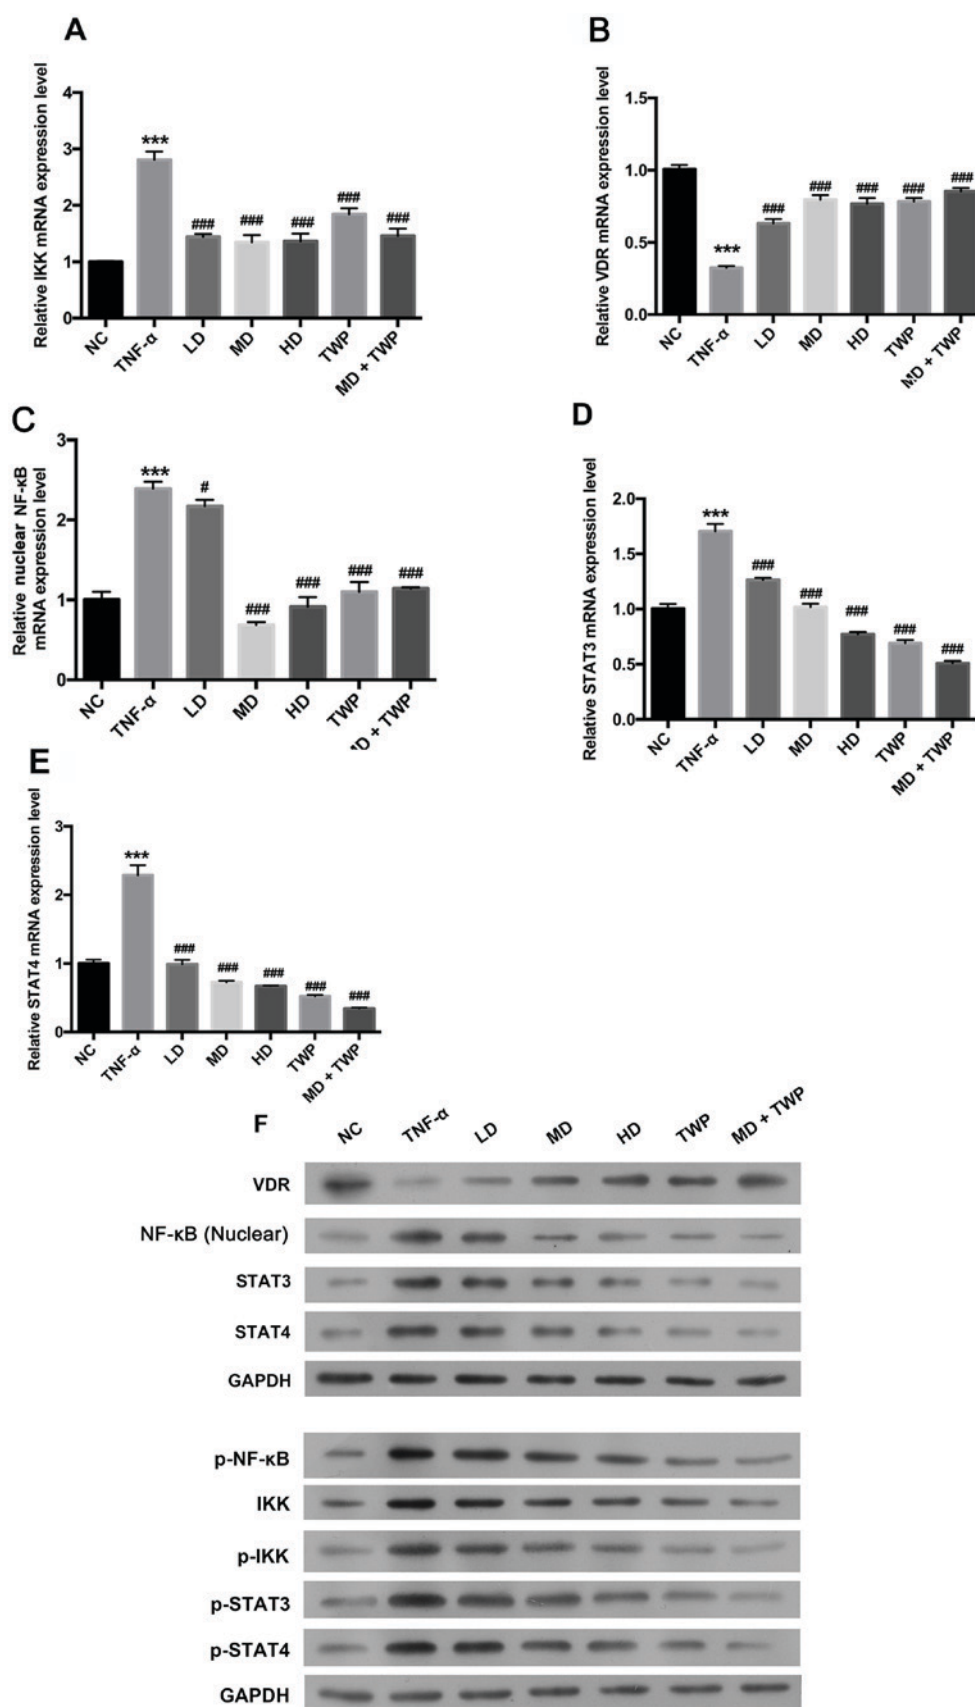 A
Relative IKK mRNA expression level
4
3
2
1
0
***
###
###
###
###
###
NC
TNF-α
LD
MD
HD
TWP
MD + TWP
B
Relative VDR mRNA expression level
1.5
1.0
0.5
0.0
***
###
###
###
###
###
NC
TNF-α
LD
MD
HD
TWP
MD + TWP
C
Relative nuclear NF-κB
mRNA expression level
3
2
1
0
***
#
###
###
###
###
NC
TNF-α
LD
MD
HD
TWP
MD + TWP
D
Relative STAT3 mRNA expression level
2.0
1.5
1.0
0.5
0.0
***
###
###
###
###
###
NC
TNF-α
LD
MD
HD
TWP
MD + TWP
E
Relative STAT4 mRNA expression level
3
2
1
0
***
###
###
###
###
###
NC
TNF-α
LD
MD
HD
TWP
MD + TWP
F
NC TNF-α LD MD HD TWP MD + TWP
VDR
NF-κB (Nuclear)
STAT3
STAT4
GAPDH
p-NF-κB
IKK
p-IKK
p-STAT3
p-STAT4
GAPDH